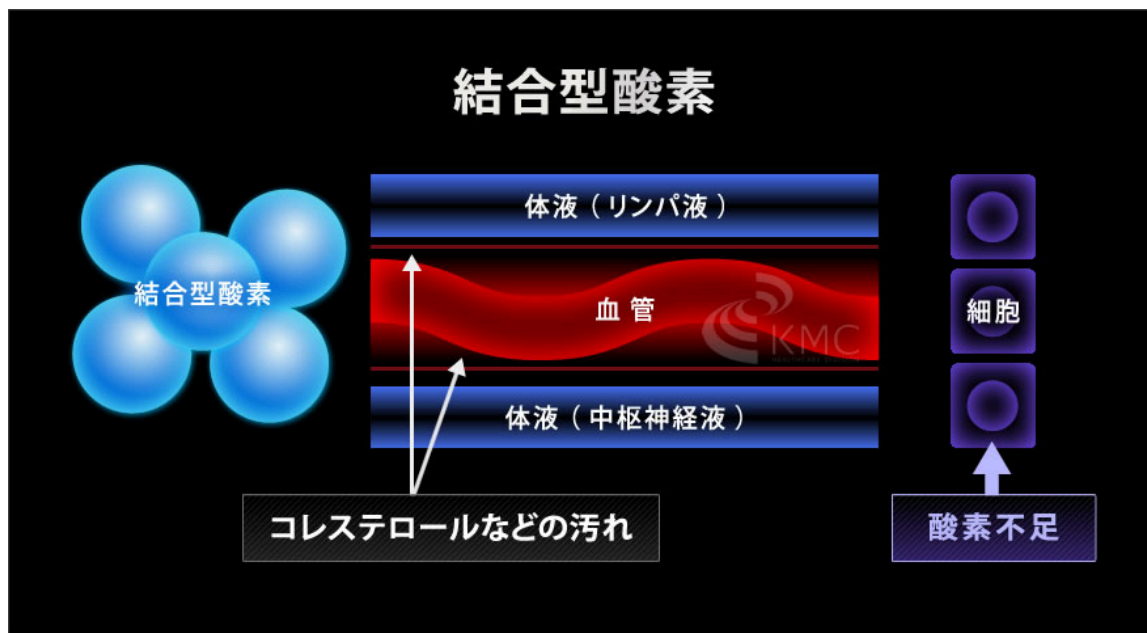 結合型酸素
体液（リンパ液）
結合型酸素
血管
細胞
KMC
体液（中枢神経液）
コレステロールなどの汚れ
酸素不足